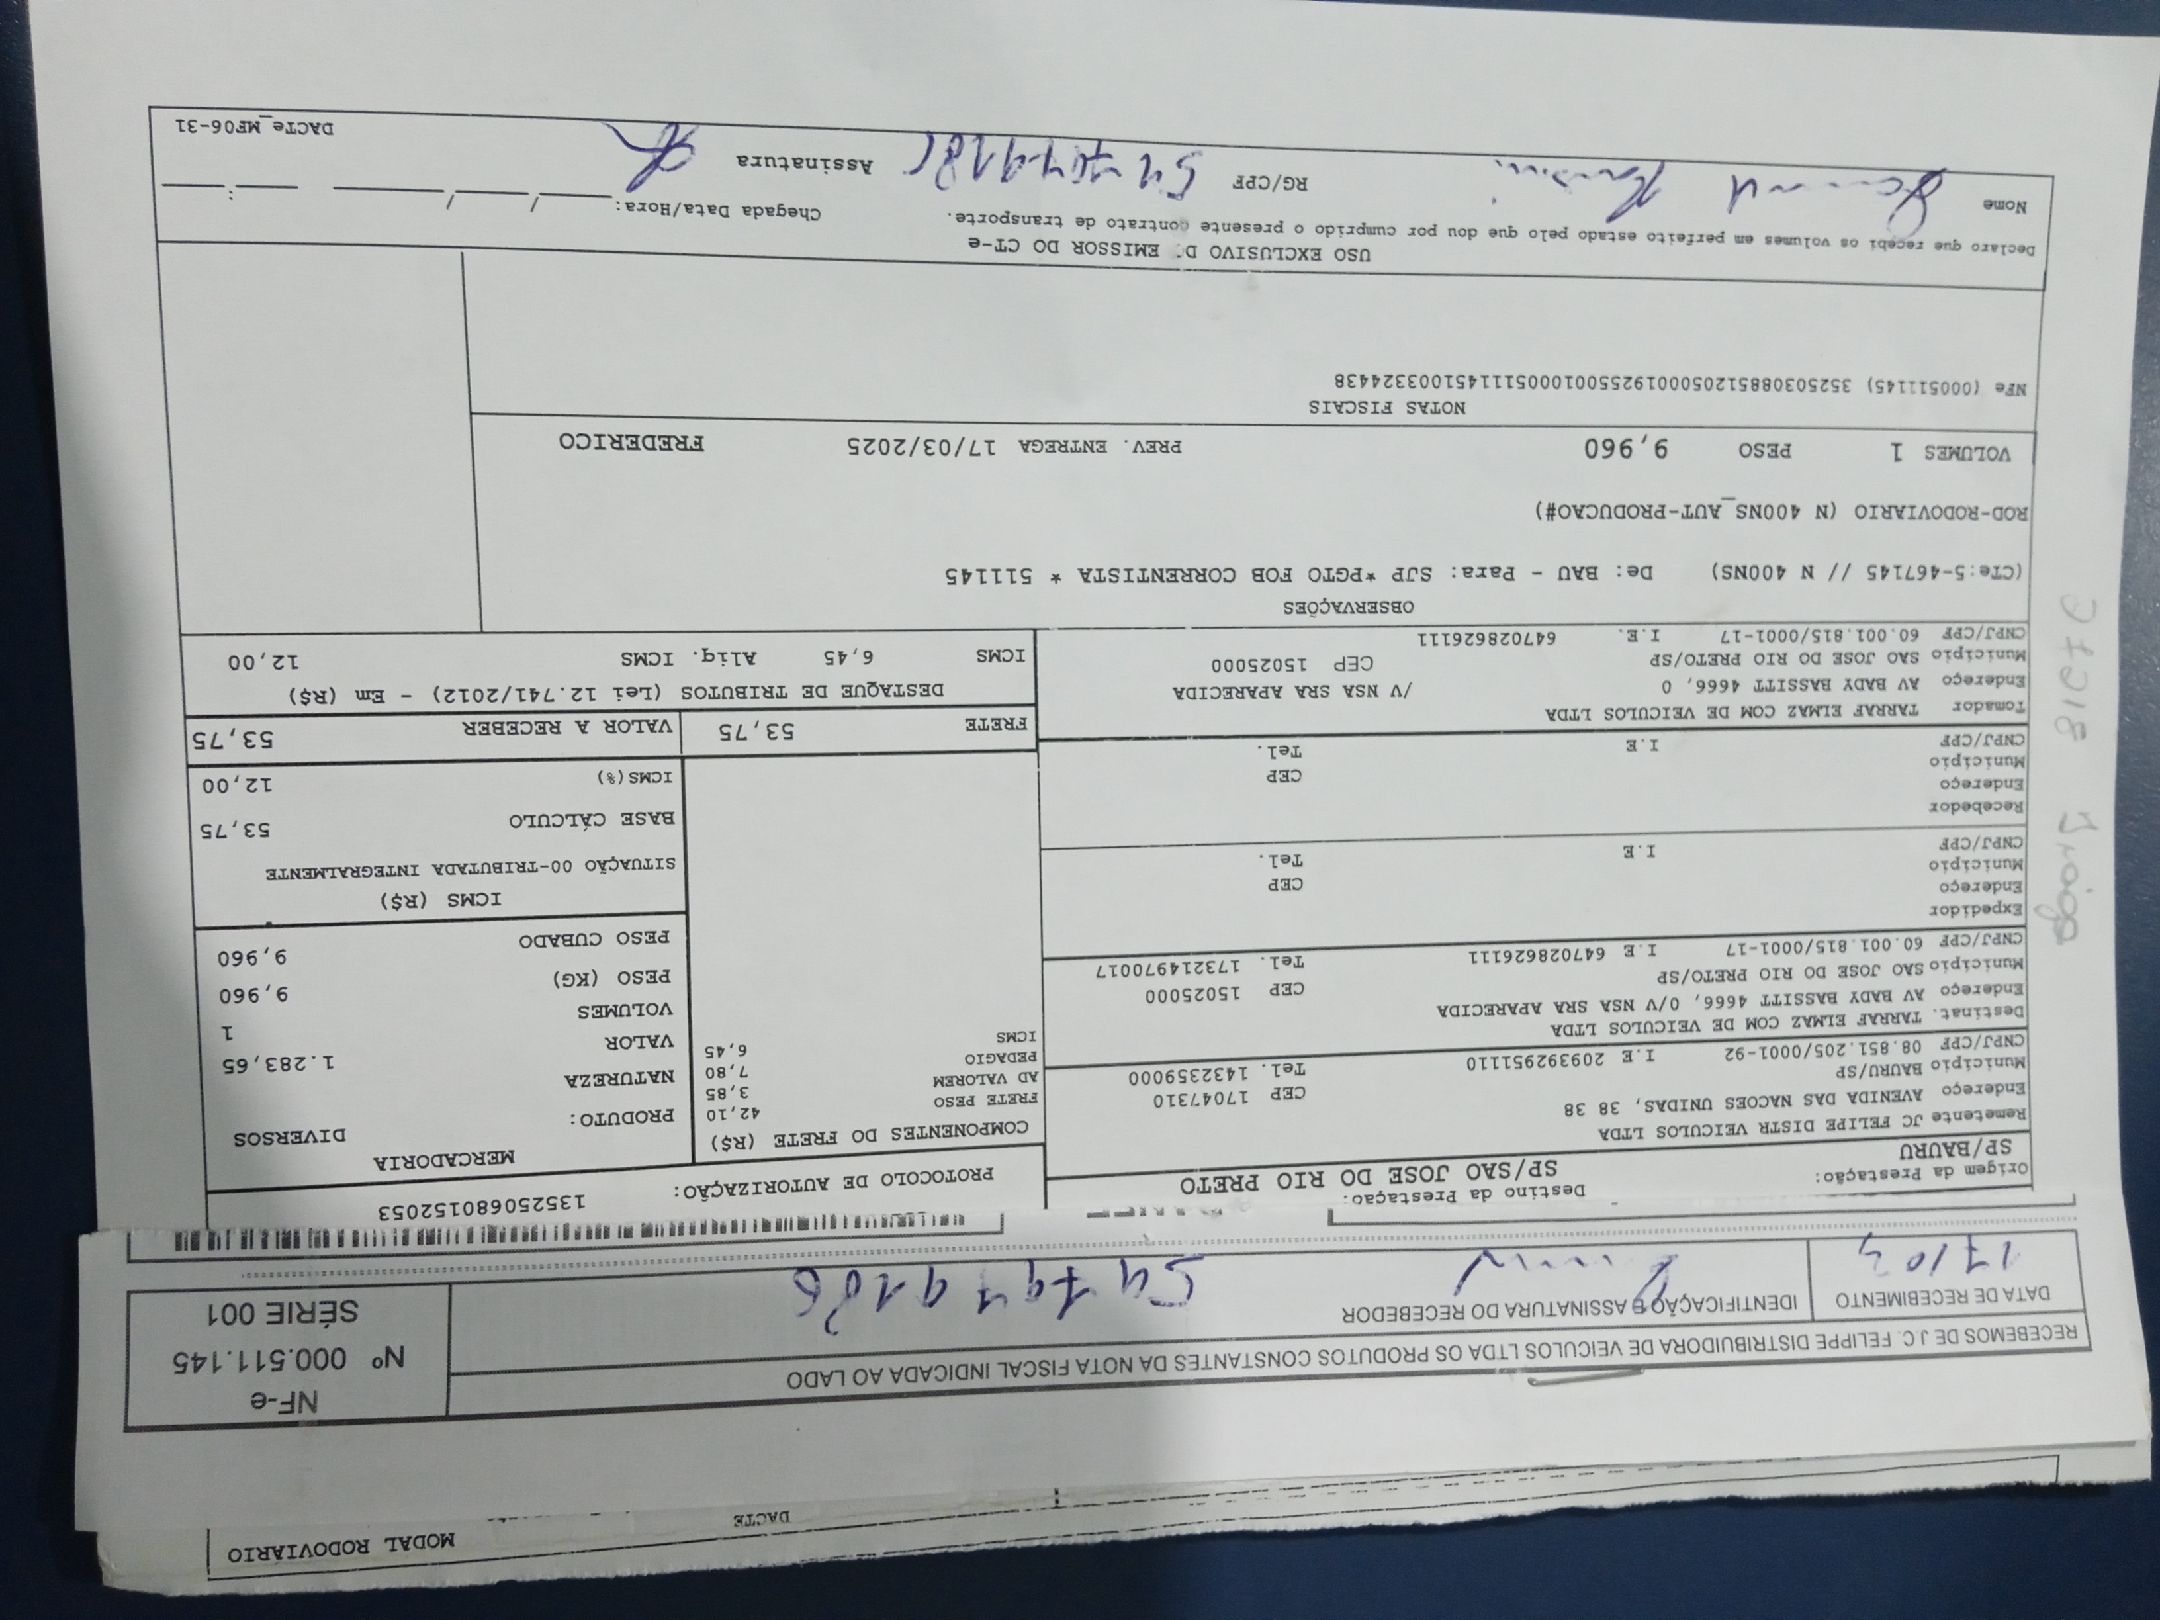 DACTE
MODAL RODOVIÁRIO
RECEBEMOS DE J.C. FELIPPE DISTRIBUIDORA DE VEICULOS LTDA OS PRODUTOS CONSTANTES DA NOTA FISCAL INDICADA AO LADO
NF-e
Nº 000.511.145
SÉRIE 001
DATA DE RECEBIMENTO
17/03
IDENTIFICAÇÃO E ASSINATURA DO RECEBEDOR
Origem da Prestação:
SP/BAURU
Destino da Prestação:
SP/SAO JOSE DO RIO PRETO
PROTOCOLO DE AUTORIZAÇÃO: 135250680152053
Remetente JC FELIPE DISTR VEICULOS LTDA
Endereço AVENIDA DAS NACOES UNIDAS, 38 38 CEP 17047310
Município BAURU/SP Tel. 1432359000
CNPJ/CPF 08.851.205/0001-92 I.E 209392951110
Destinat. TARRAF ELMAZ COM DE VEICULOS LTDA
Endereço AV BADY BASSITT 4666, 0/V NSA SRA APARECIDA
Município SAO JOSE DO RIO PRETO/SP CEP 15025000
CNPJ/CPF 60.001.815/0001-17 I.E 647028626111 Tel. 173214970017
Expedidor
Endereço CEP
Município Tel.
CNPJ/CPF I.E
Recebedor
Endereço CEP
Município Tel.
CNPJ/CPF I.E
Tomador TARRAF ELMAZ COM DE VEICULOS LTDA
Endereço AV BADY BASSITT 4666, 0 /V NSA SRA APARECIDA
Município SAO JOSE DO RIO PRETO/SP CEP 15025000
CNPJ/CPF 60.001.815/0001-17 I.E. 647028626111
COMPONENTES DO FRETE (R$)
FRETE PESO 42,10
AD VALOREM 3,85
PEDAGIO 7,80
ICMS 6,45
MERCADORIA
PRODUTO: DIVERSOS
NATUREZA
VALOR 1.283,65
VOLUMES 1
PESO (KG) 9,960
PESO CUBADO 9,960
ICMS (R$)
SITUAÇÃO 00-TRIBUTADA INTEGRALMENTE
BASE CÁLCULO 53,75
ICMS(%) 12,00
FRETE 53,75 VALOR A RECEBER 53,75
DESTAQUE DE TRIBUTOS (Lei 12.741/2012) - Em (R$)
ICMS 6,45 Aliq. ICMS 12,00
OBSERVAÇÕES
(CTe:5-467145 // N 400NS) De: BAU - Para: SJP *PGTO FOB CORRENTISTA * 511145
ROD-RODOVIARIO (N 400NS_AUT-PRODUCAO#)
VOLUMES 1 PESO 9,960 PREV. ENTREGA 17/03/2025 FREDERICO
NOTAS FISCAIS
NFe (000511145) 35250308851205000192550010005111451003324438
USO EXCLUSIVO DO EMISSOR DO CT-e
Declaro que recebi os volumes em perfeito estado pelo que dou por cumprido o presente contrato de transporte.
Chegada Data/Hora: ___/___/______ ___:___
Nome
RG/CPF
Assinatura
DACTe_MF06-31